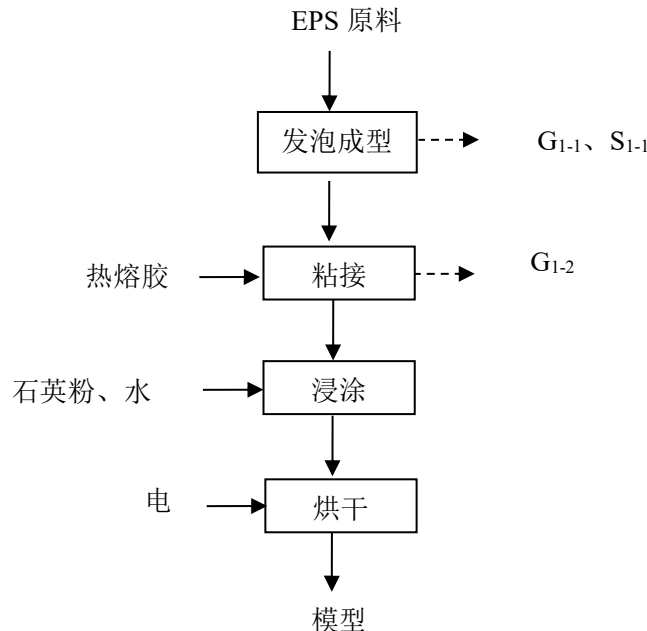 EPS 原料
发泡成型
G1-1、S1-1
粘接
G1-2
热熔胶
石英粉、水
浸涂
电
烘干
模型